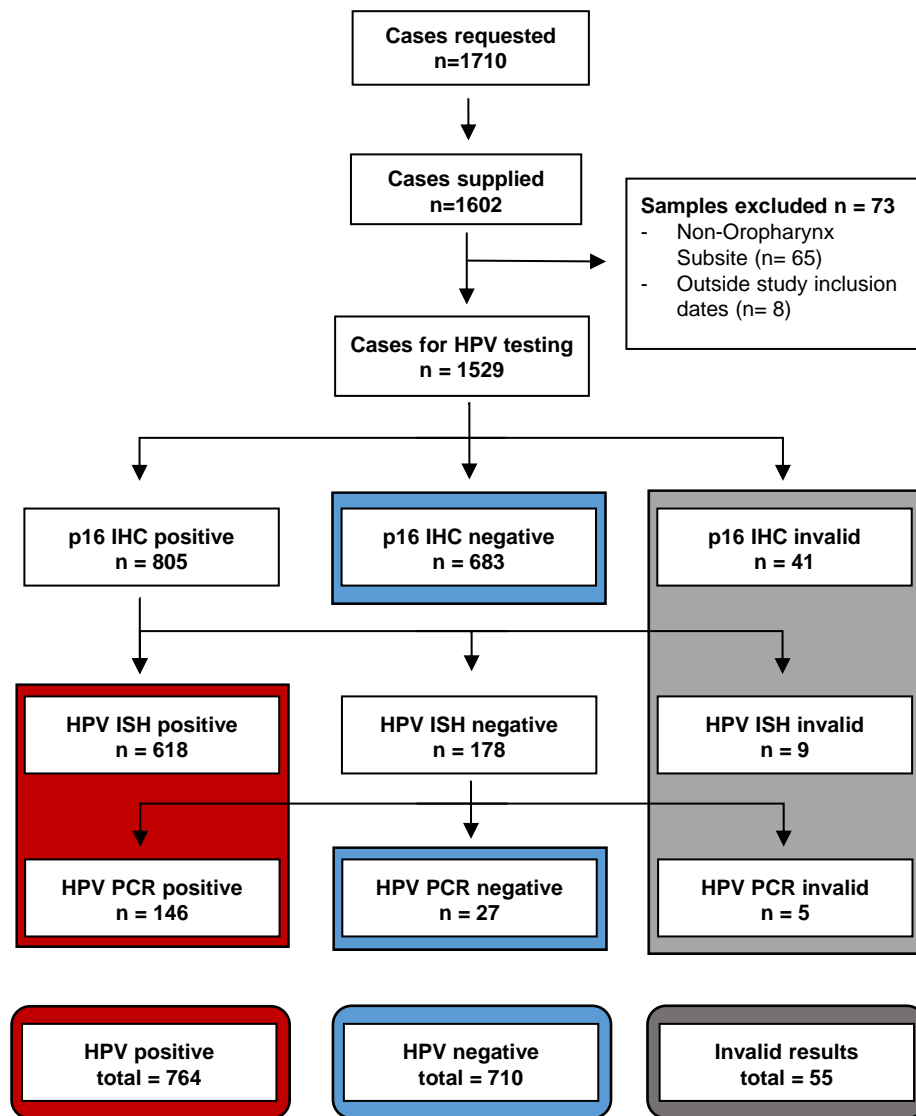 Cases requested
n=1710
Cases supplied
n=1602
Samples excluded n = 73
- Non-Oropharynx
Subsite (n= 65)
- Outside study inclusion
dates (n= 8)
Cases for HPV testing
n = 1529
p16 IHC positive
n = 805
p16 IHC negative
n = 683
p16 IHC invalid
n = 41
HPV ISH positive
n = 618
HPV ISH negative
n = 178
HPV ISH invalid
n = 9
HPV PCR positive
n = 146
HPV PCR negative
n = 27
HPV PCR invalid
n = 5
HPV positive
total = 764
HPV negative
total = 710
Invalid results
total = 55